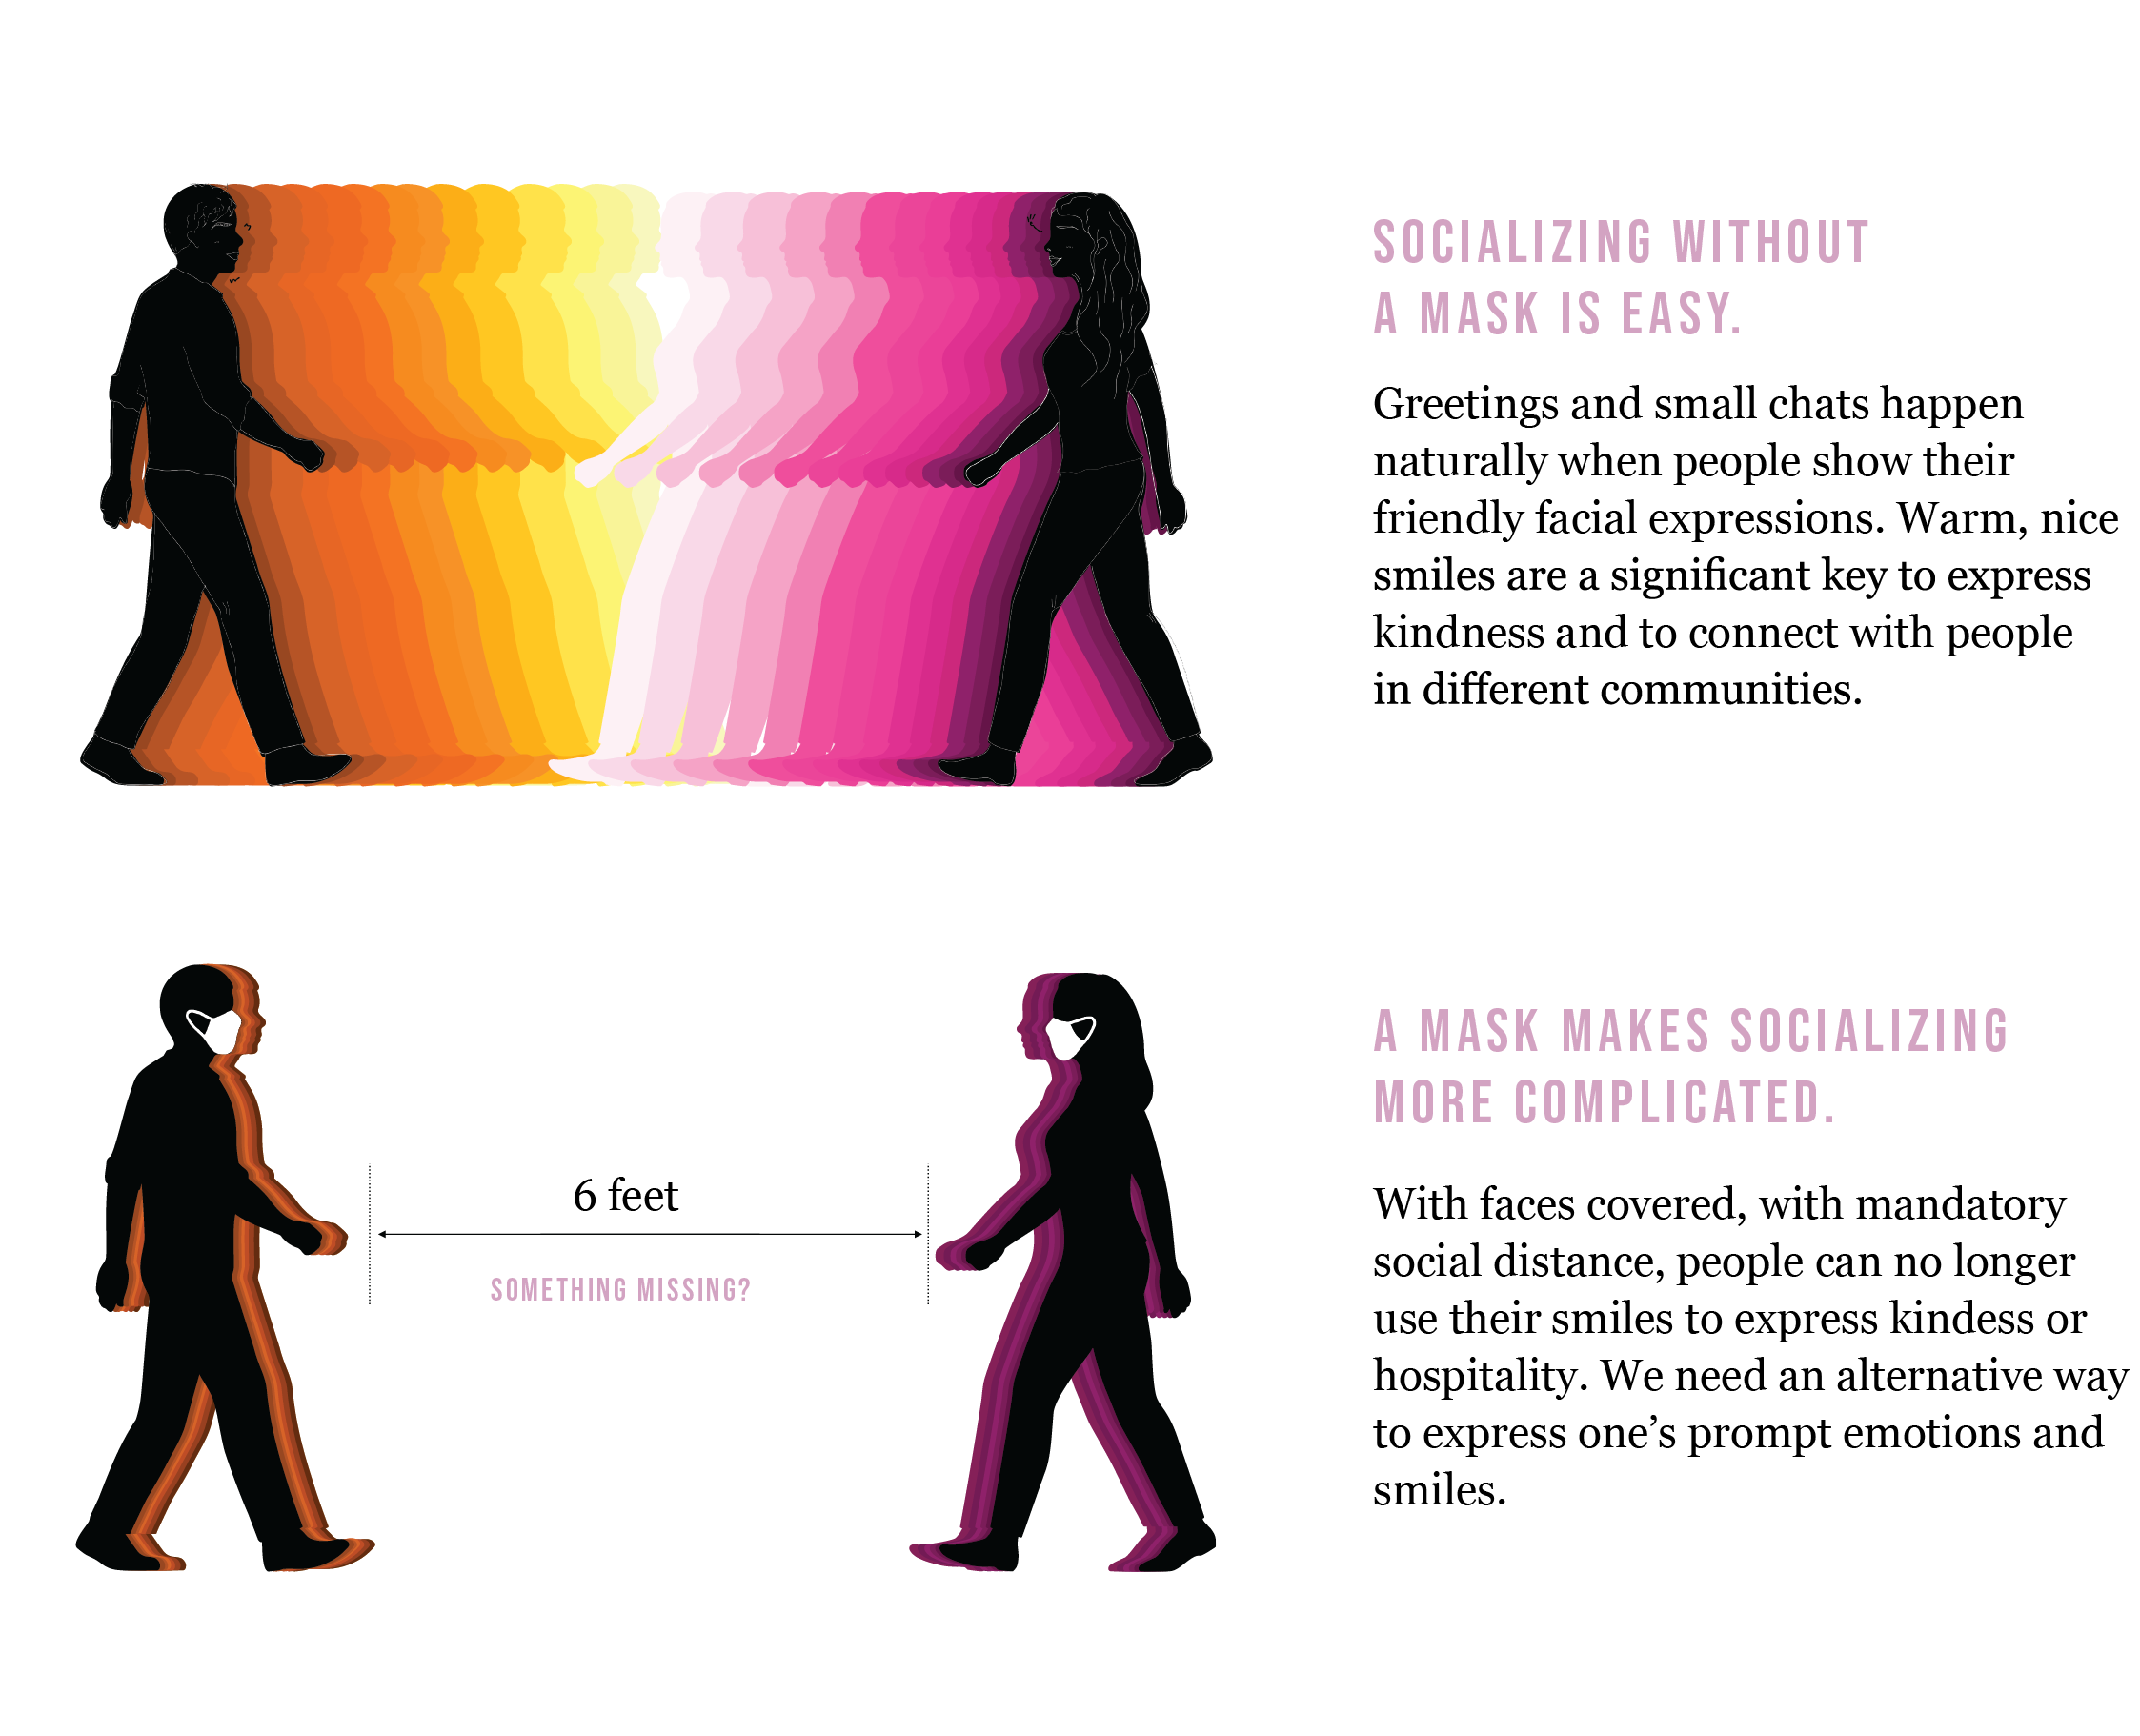 SOCIALIZING WITHOUT
A MASK IS EASY.
Greetings and small chats happen
naturally when people show their
friendly facial expressions. Warm, nice
smiles are a significant key to express
kindness and to connect with people
in different communities.
6 feet
SOMETHING MISSING?
A MASK MAKES SOCIALIZING
MORE COMPLICATED.
With faces covered, with mandatory
social distance, people can no longer
use their smiles to express kindess or
hospitality. We need an alternative way
to express one’s prompt emotions and
smiles.